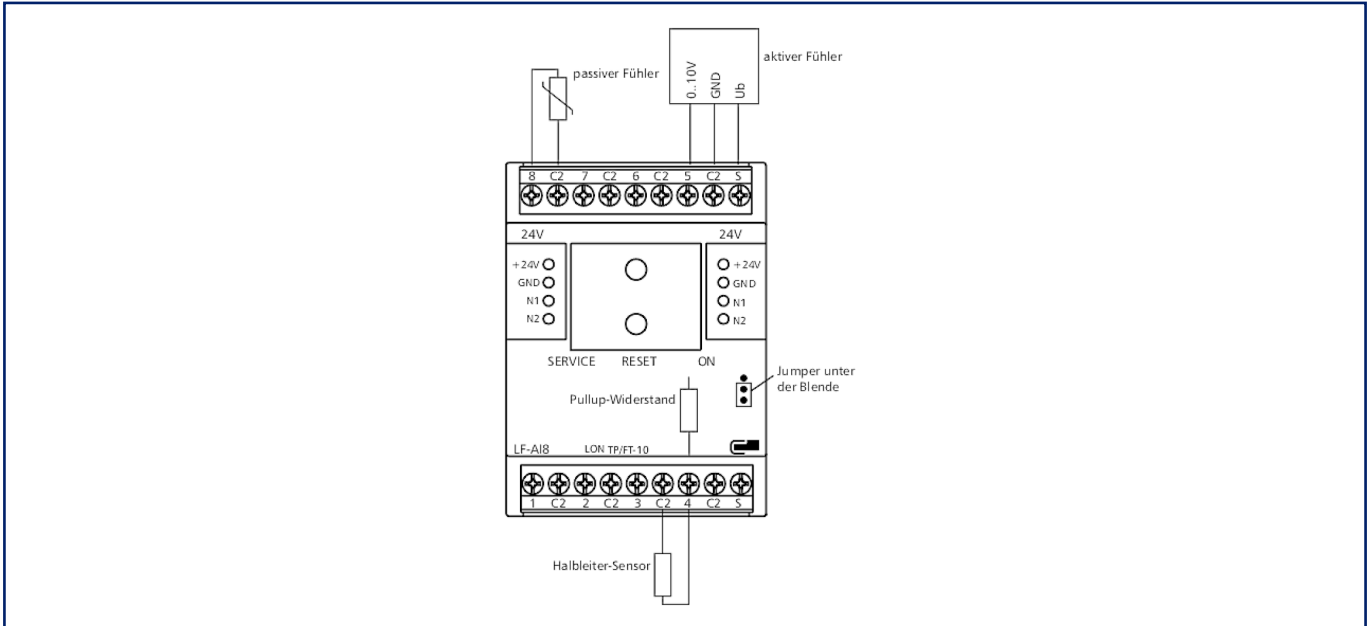 passiver Fühler
aktiver Fühler
0..10V
GND
Ub
8 C2 7 C2 6 C2 5 C2 S
24V 24V
+24V
GND
N1
N2
+24V
GND
N1
N2
SERVICE RESET ON
Jumper unter
der Blende
Pullup-Widerstand
LF-AI8 LON TP/FT-10
1 C2 2 C2 3 C2 4 C2 S
Halbleiter-Sensor